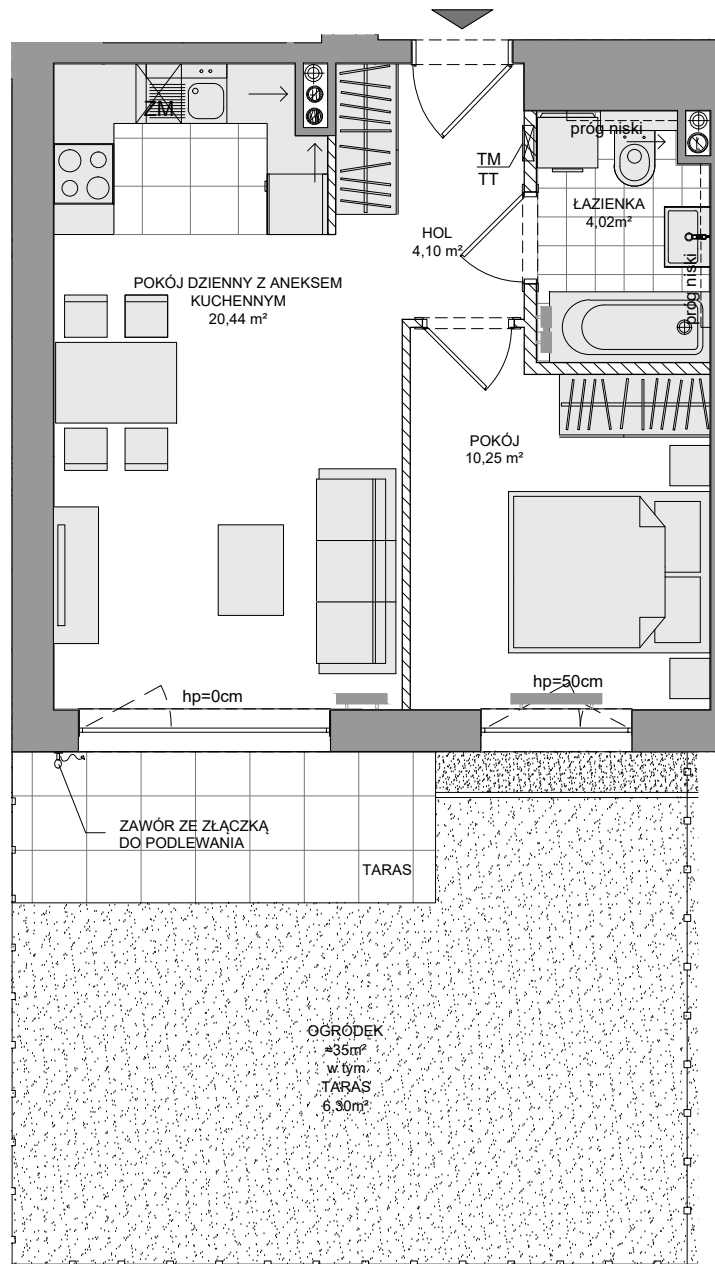 ZM
próg niski
TM
TT
ŁAZIENKA
4,02m²
HOL
4,10 m²
próg niski
POKÓJ DZIENNY Z ANEKSEM
KUCHENNYM
20,44 m²
POKÓJ
10,25 m²
hp=0cm
hp=50cm
ZAWÓR ZE ZŁĄCZKĄ
DO PODLEWANIA
TARAS
OGRÓDEK
≈35m²
w tym
TARAS
6,30m²